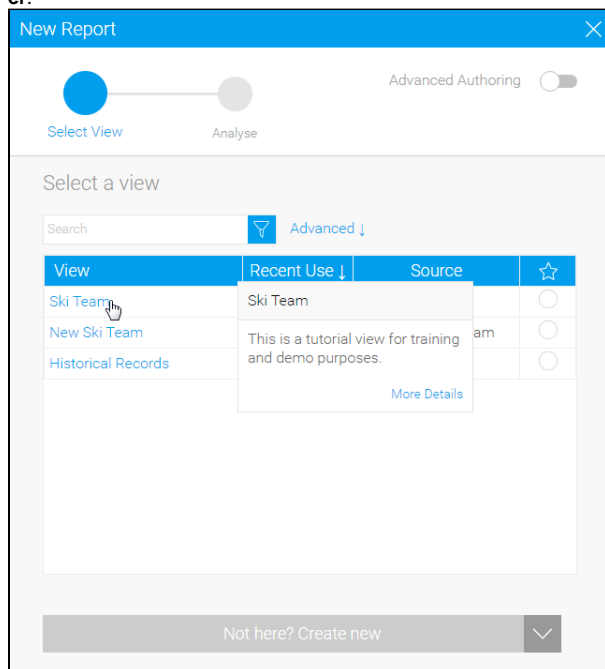 er.
New Report
Advanced Authoring
Select View
Analyse
Select a view
Search
Advanced ↓
View Recent Use ↓ Source
Ski Team
Ski Team
New Ski Team
am
This is a tutorial view for training
and demo purposes.
Historical Records
More Details
Not here? Create new